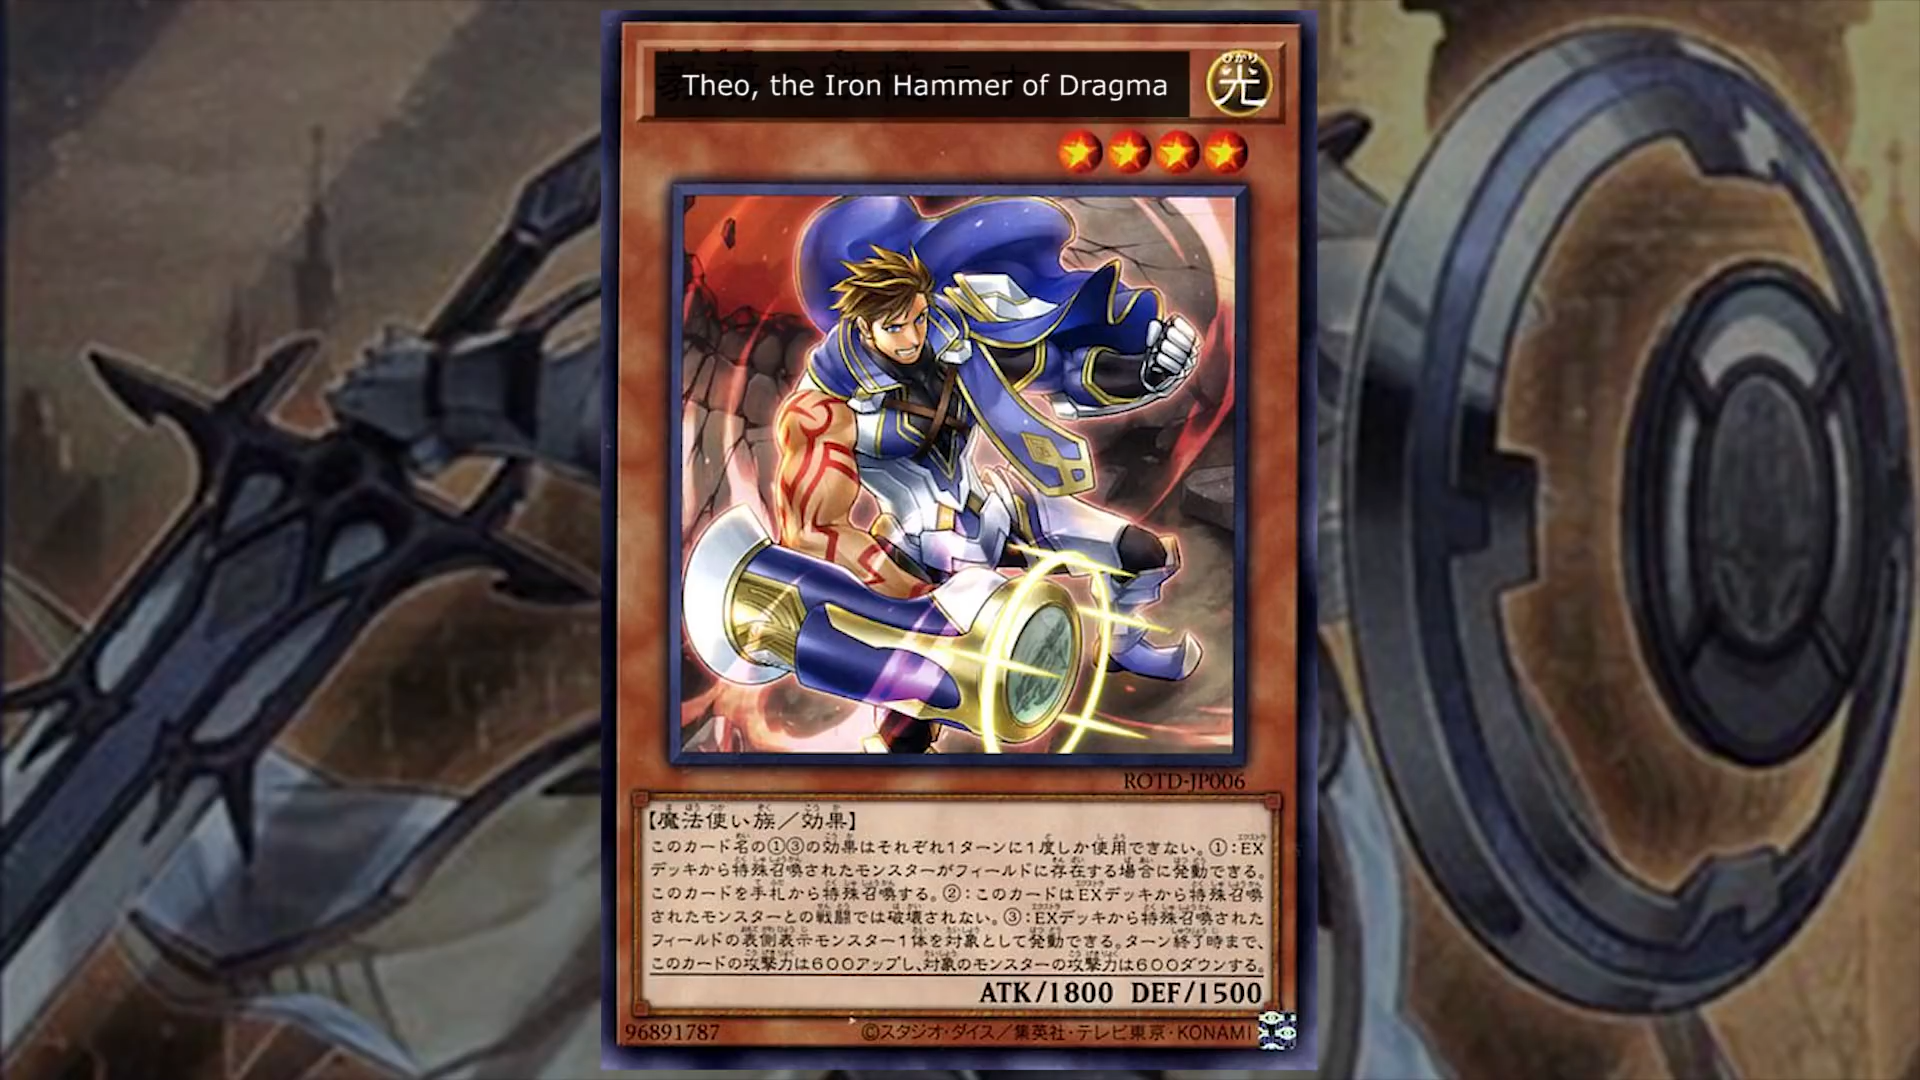 Theo, the Iron Hammer of Dragma
光
ROTD-JP006
【魔法使い族／効果】
このカード名の①③の効果はそれぞれ1ターンに1度しか使用できない。①：EX
デッキから特殊召喚されたモンスターがフィールドに存在する場合に発動できる。
このカードを手札から特殊召喚する。②：このカードはEXデッキから特殊召喚
されたモンスターとの戦闘では破壊されない。③：EXデッキから特殊召喚された
フィールドの表側表示モンスター1体を対象として発動できる。ターン終了時まで、
このカードの攻撃力は600アップし、対象のモンスターの攻撃力は600ダウンする。
ATK/1800 DEF/1500
96891787 ©スタジオ・ダイス／集英社・テレビ東京・KONAMI